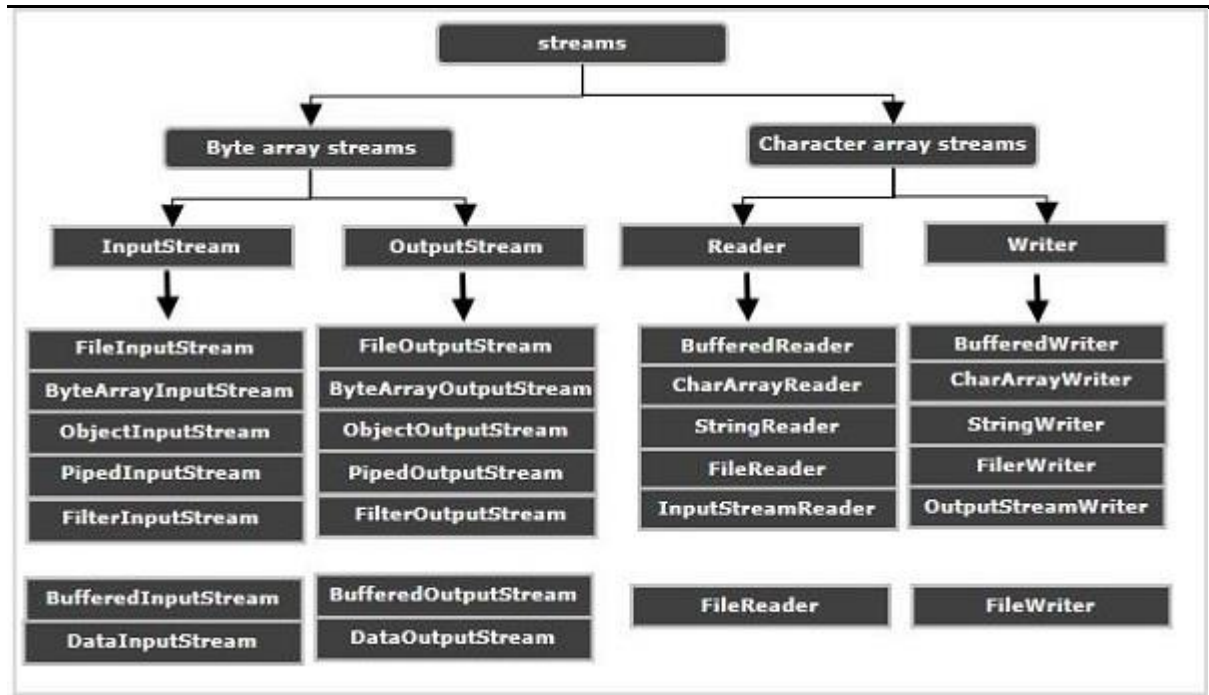 streams
Byte array streams
Character array streams
InputStream
OutputStream
Reader
Writer
FileInputStream
ByteArrayInputStream
ObjectInputStream
PipedInputStream
FilterInputStream
FileOutputStream
ByteArrayOutputStream
ObjectOutputStream
PipedOutputStream
FilterOutputStream
BufferedReader
CharArrayReader
StringReader
FileReader
InputStreamReader
BufferedWriter
CharArrayWriter
StringWriter
FilerWriter
OutputStreamWriter
BufferedInputStream
DataInputStream
BufferedOutputStream
DataOutputStream
FileReader
FileWriter